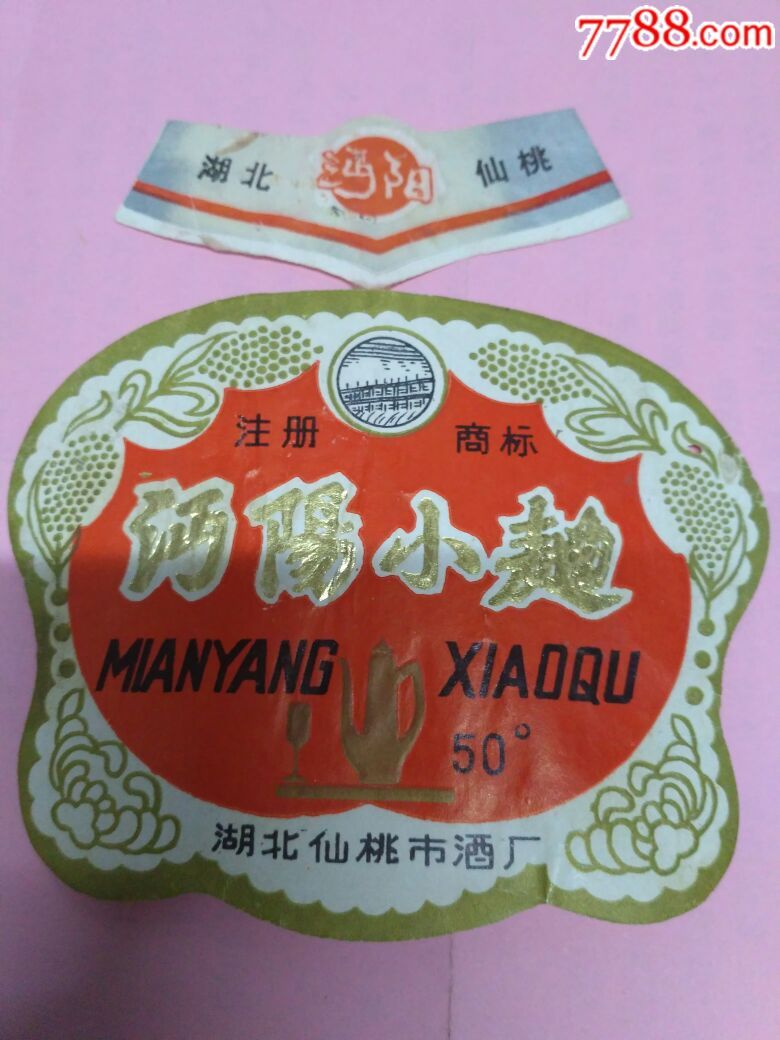 7788.com
湖北 沔阳 仙桃
注册 商标
沔陽小麯
MIANYANG XIAOQU
50°
湖北仙桃市酒厂